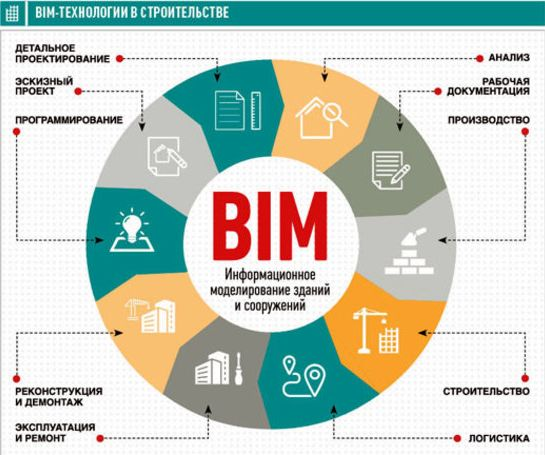 BIM-ТЕХНОЛОГИИ В СТРОИТЕЛЬСТВЕ
ДЕТАЛЬНОЕ
ПРОЕКТИРОВАНИЕ
АНАЛИЗ
ЭСКИЗНЫЙ
ПРОЕКТ
РАБОЧАЯ
ДОКУМЕНТАЦИЯ
ПРОГРАММИРОВАНИЕ
ПРОИЗВОДСТВО
BIM
Информационное
моделирование зданий
и сооружений
РЕКОНСТРУКЦИЯ
И ДЕМОНТАЖ
СТРОИТЕЛЬСТВО
ЭКСПЛУАТАЦИЯ
И РЕМОНТ
ЛОГИСТИКА